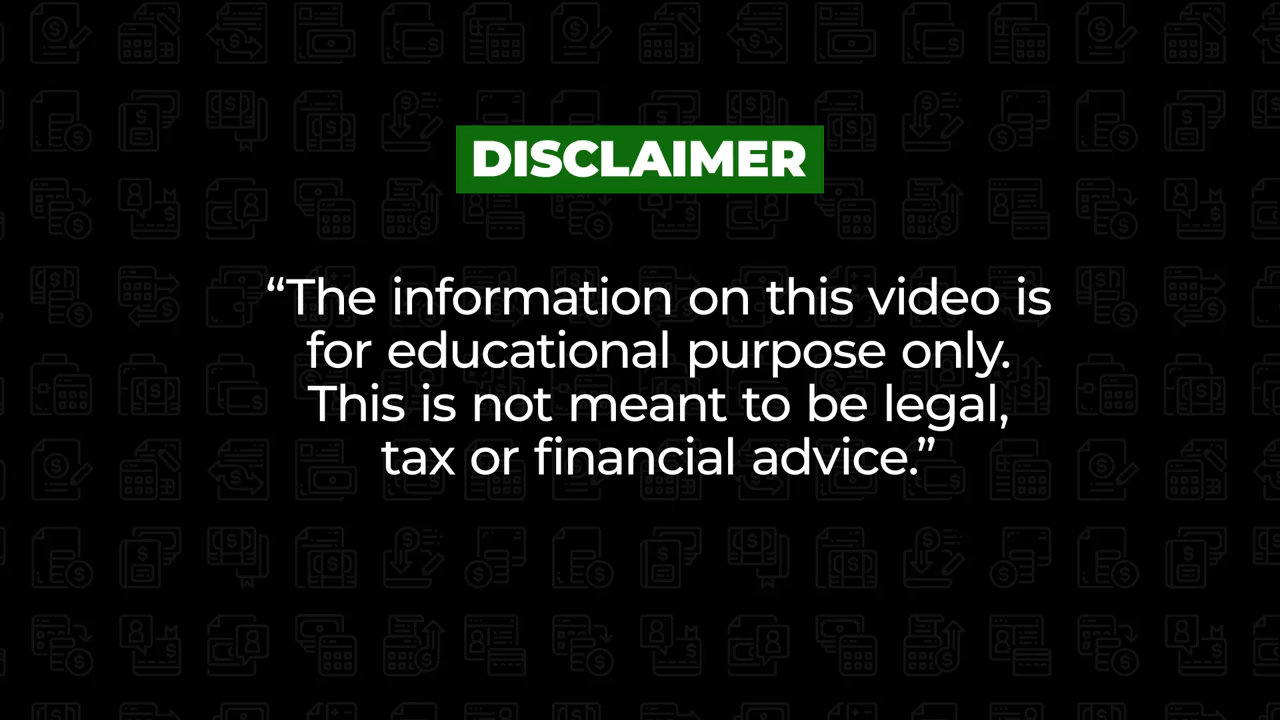 DISCLAIMER
“The information on this video is
for educational purpose only.
This is not meant to be legal,
tax or financial advice.”